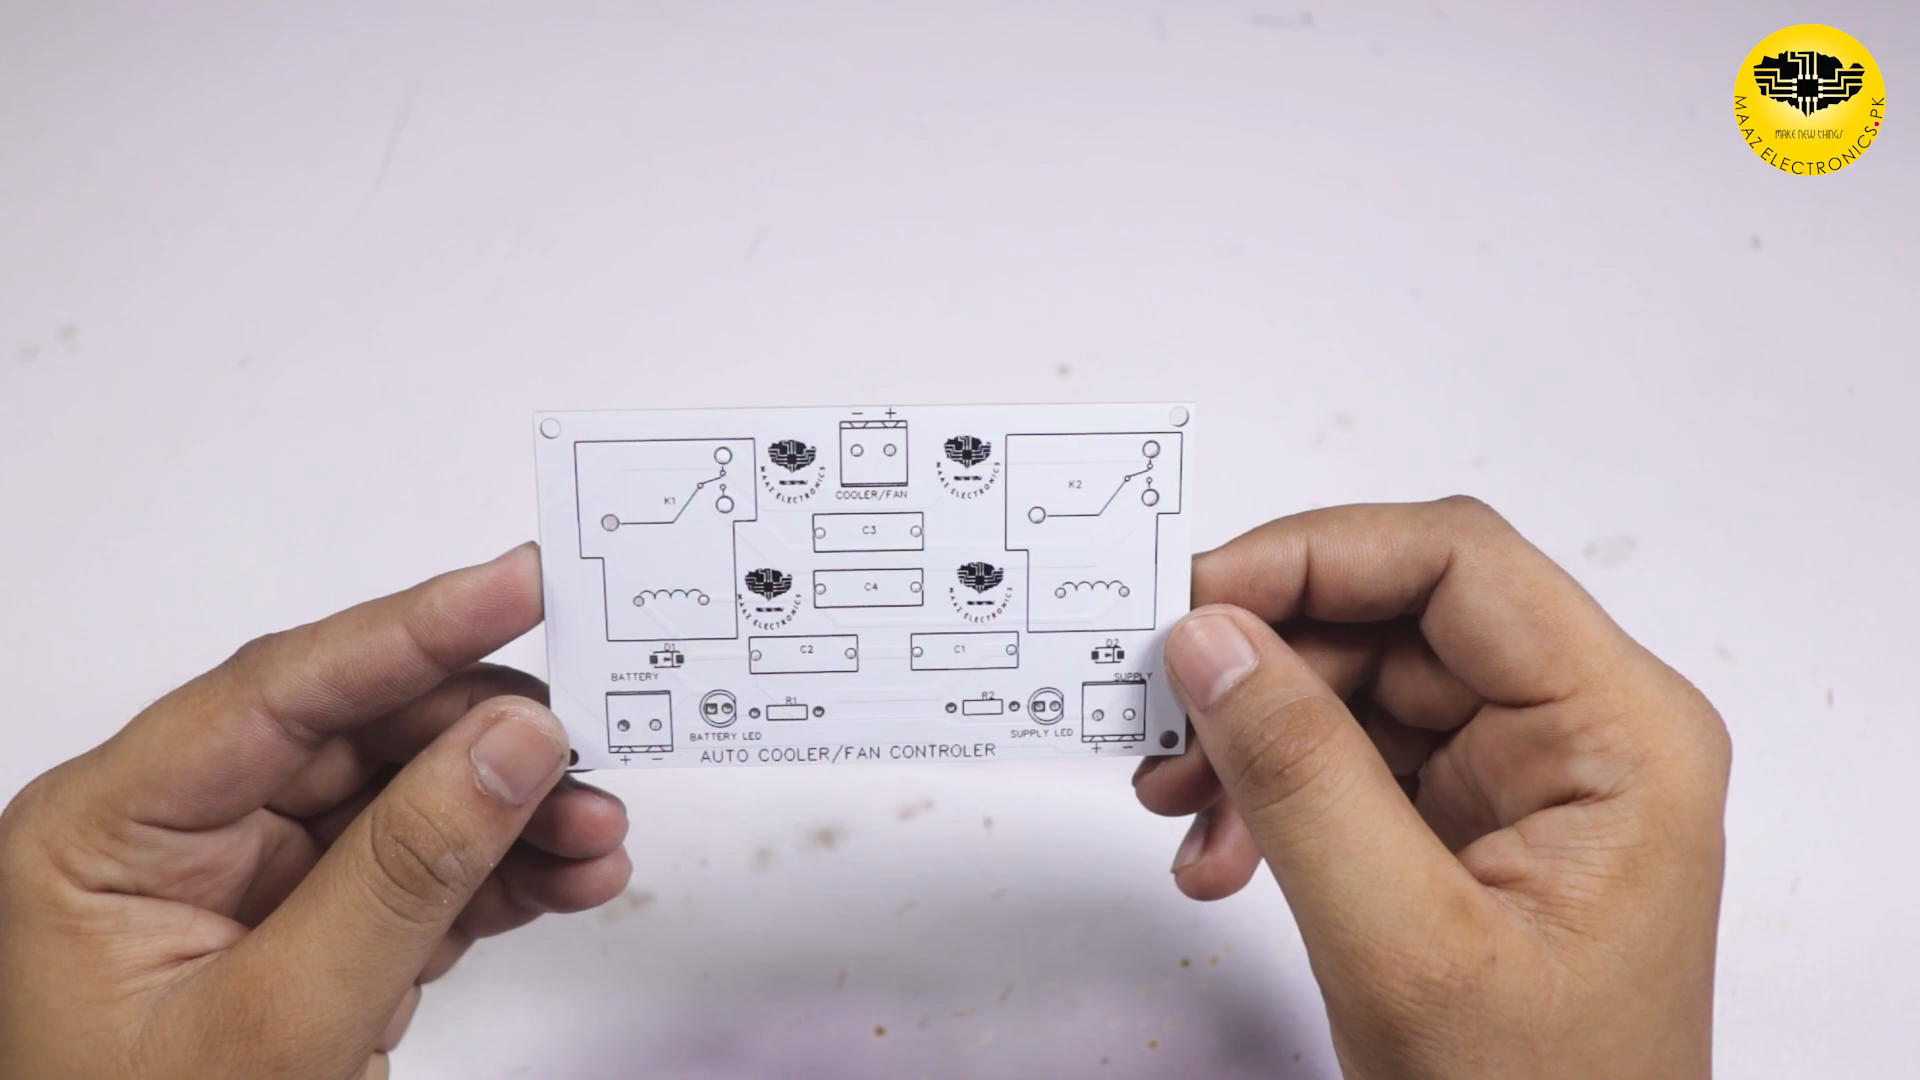 MAKE NEW THINGS
MAAZ ELECTRONICS.PK
- +
K1
MAAZ ELECTRONICS
COOLER/FAN
MAAZ ELECTRONICS
K2
C3
C4
MAAZ ELECTRONICS
MAAZ ELECTRONICS
D1
C2
C1
D2
BATTERY
SUPPLY
R1
R2
BATTERY LED
SUPPLY LED
+ -
AUTO COOLER/FAN CONTROLER
+ -